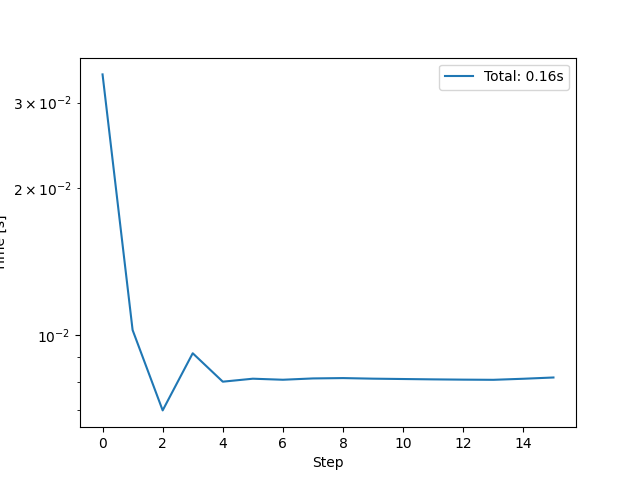 Total: 0.16s
3 × 10⁻²
2 × 10⁻²
10⁻²
Time [s]
0 2 4 6 8 10 12 14
Step